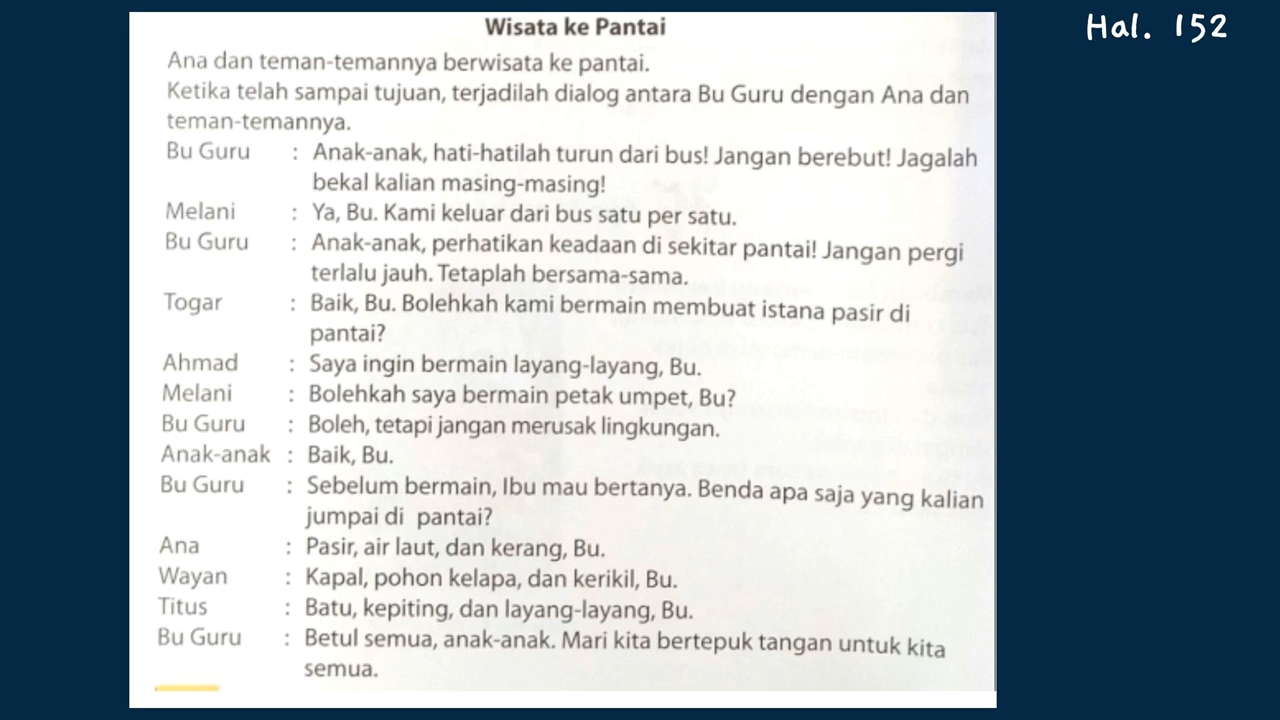 Wisata ke Pantai
Hal. 152
Ana dan teman-temannya berwisata ke pantai.
Ketika telah sampai tujuan, terjadilah dialog antara Bu Guru dengan Ana dan
teman-temannya.
Bu Guru : Anak-anak, hati-hatilah turun dari bus! Jangan berebut! Jagalah
bekal kalian masing-masing!
Melani : Ya, Bu. Kami keluar dari bus satu per satu.
Bu Guru : Anak-anak, perhatikan keadaan di sekitar pantai! Jangan pergi
terlalu jauh. Tetaplah bersama-sama.
Togar : Baik, Bu. Bolehkah kami bermain membuat istana pasir di
pantai?
Ahmad : Saya ingin bermain layang-layang, Bu.
Melani : Bolehkah saya bermain petak umpet, Bu?
Bu Guru : Boleh, tetapi jangan merusak lingkungan.
Anak-anak : Baik, Bu.
Bu Guru : Sebelum bermain, Ibu mau bertanya. Benda apa saja yang kalian
jumpai di pantai?
Ana : Pasir, air laut, dan kerang, Bu.
Wayan : Kapal, pohon kelapa, dan kerikil, Bu.
Titus : Batu, kepiting, dan layang-layang, Bu.
Bu Guru : Betul semua, anak-anak. Mari kita bertepuk tangan untuk kita
semua.